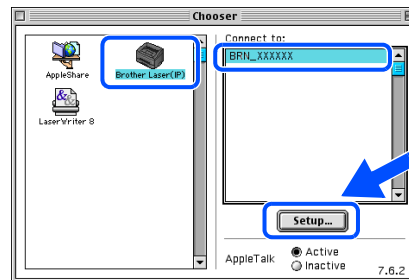 Chooser
Connect to:
BRN_XXXXXX
AppleShare
Brother Laser(IP)
LaserWriter 8
Setup...
AppleTalk
Active
Inactive
7.6.2